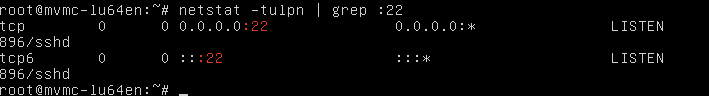 root@mvmc-lu64en:~# netstat -tulpn | grep :22
tcp        0      0 0.0.0.0:22              0.0.0.0:*               LISTEN
896/sshd
tcp6       0      0 :::22                   :::*                    LISTEN
896/sshd
root@mvmc-lu64en:~# _